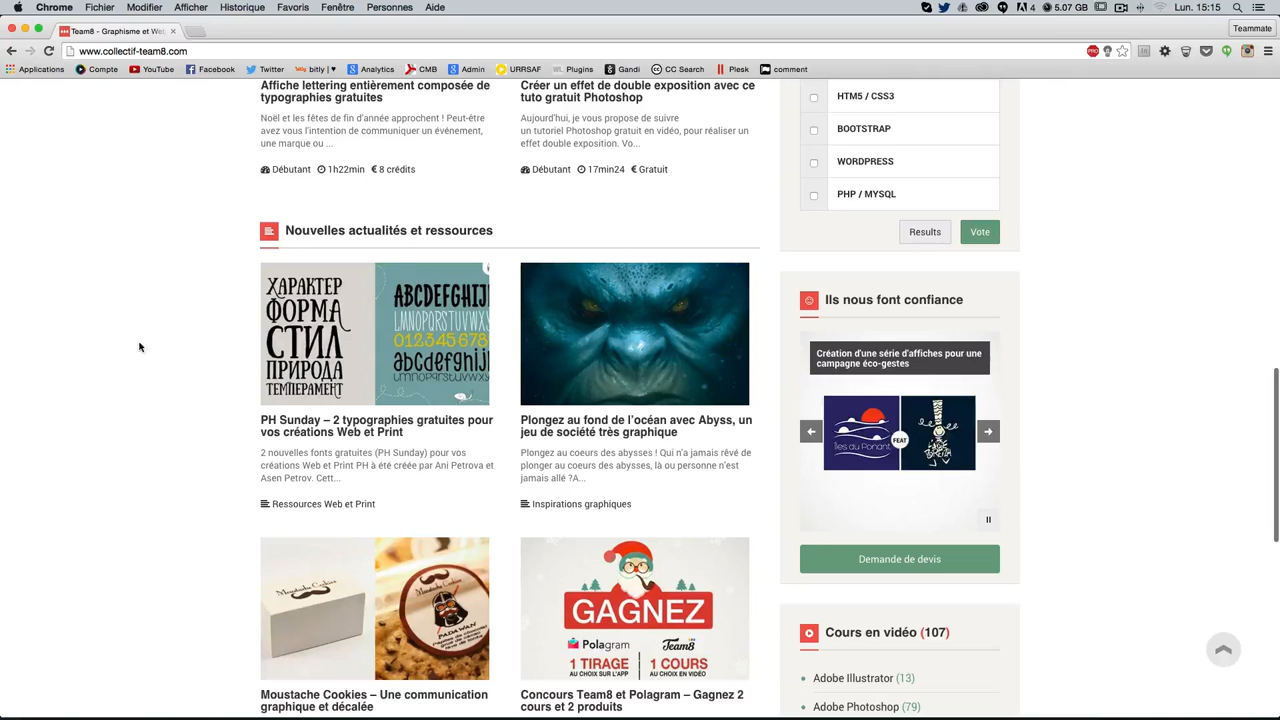 Chrome Fichier Modifier Afficher Historique Favoris Fenêtre Personnes Aide
4 5.07 GB Lun. 15:15
Team8 - Graphisme et Web
Teammate
www.collectif-team8.com
Applications Compte YouTube Facebook Twitter bitly Analytics CMB Admin URRSAF Plugins Gandi CC Search Plesk comment
Affiche lettering entièrement composée de
typographies gratuites
Noël et les fêtes de fin d'année approchent ! Peut-être
avez vous l'intention de communiquer un événement,
une marque ou ...
Débutant 1h22min € 8 crédits
Créer un effet de double exposition avec ce
tuto gratuit Photoshop
Aujourd'hui, je vous propose de suivre
un tutoriel Photoshop gratuit en vidéo, pour réaliser un
effet double exposition. Vo...
Débutant 17min24 € Gratuit
HTM5 / CSS3
BOOTSTRAP
WORDPRESS
PHP / MYSQL
Results Vote
Nouvelles actualités et ressources
ХАРАКТЕР
ФОРМА
СТИЛ
ПРИРОДА
ТЕМПЕРАМЕНТ
ABCDEFGHIJ
LMNOPQRSTUVWX
012345678
abcdefghij
PH Sunday – 2 typographies gratuites pour
vos créations Web et Print
2 nouvelles fonts gratuites (PH Sunday) pour vos
créations Web et Print PH à été créée par Ani Petrova et
Asen Petrov. Cett...
Ressources Web et Print
Plongez au fond de l'océan avec Abyss, un
jeu de société très graphique
Plongez au coeurs des abysses ! Qui n'a jamais rêvé de
plonger au coeurs des abysses, là ou personne n'est
jamais allé ?A...
Inspirations graphiques
Moustache Cookies
PADAWAN
Moustache Cookies – Une communication
graphique et décalée
GAGNEZ
Polagram Team8
1 TIRAGE 1 COURS
AU CHOIX SUR L'APP AU CHOIX EN VIDÉO
Concours Team8 et Polagram – Gagnez 2
cours et 2 produits
Ils nous font confiance
Création d'une série d'affiches pour une
campagne éco-gestes
Îles du Ponant
FEAT
Demande de devis
Cours en vidéo (107)
Adobe Illustrator (13)
Adobe Photoshop (79)